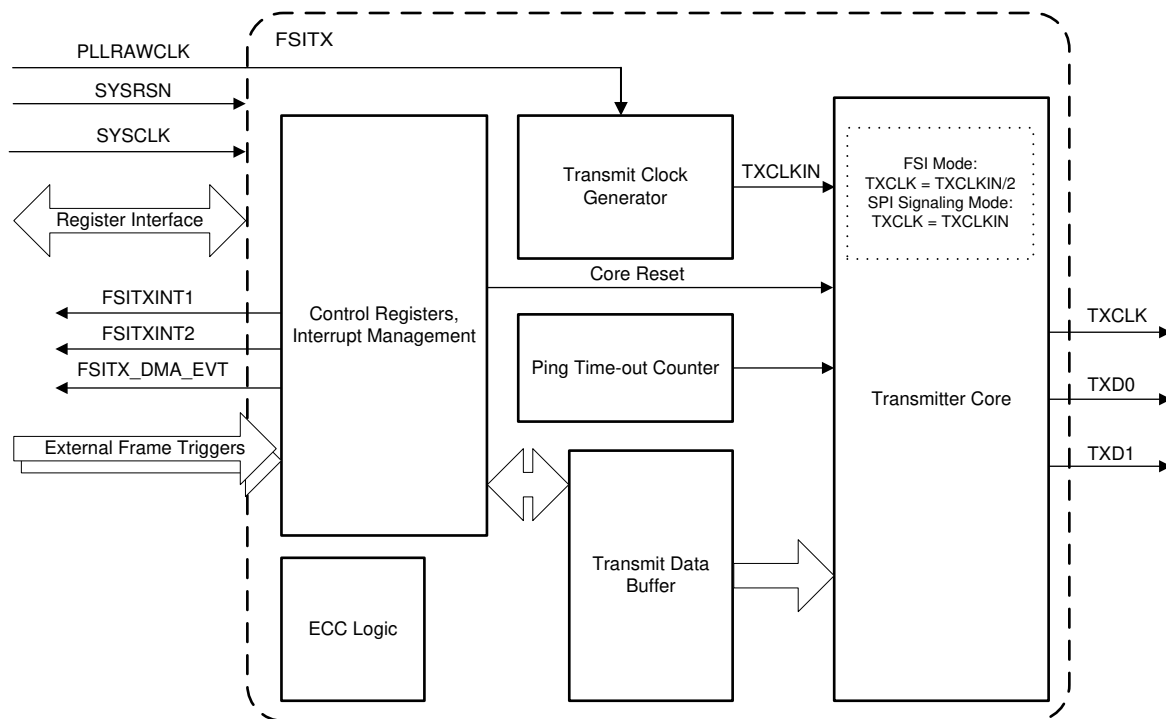 FSITX
PLLRAWCLK
SYSRSN
SYSCLK
Register Interface
FSITXINT1
FSITXINT2
FSITX_DMA_EVT
External Frame Triggers
Control Registers,
Interrupt Management
ECC Logic
Transmit Clock
Generator
TXCLKIN
Core Reset
Ping Time-out Counter
Transmit Data
Buffer
FSI Mode:
TXCLK = TXCLKIN/2
SPI Signaling Mode:
TXCLK = TXCLKIN
Transmitter Core
TXCLK
TXD0
TXD1